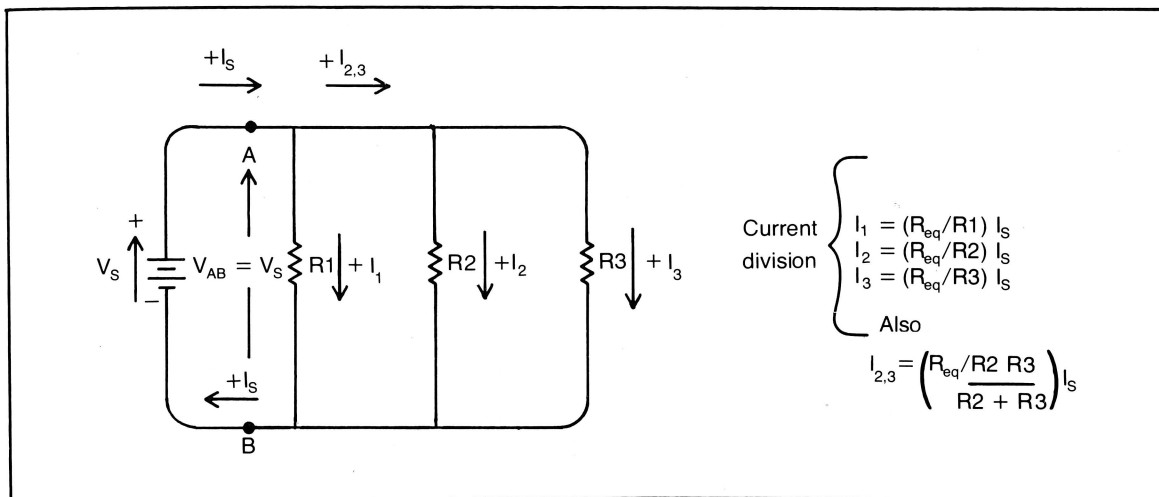 +I_S +I_2,3
A
+
V_S V_AB = V_S R1 +I_1 R2 +I_2 R3 +I_3
−
+I_S
B
Current
division
I_1 = (R_eq/R1) I_S
I_2 = (R_eq/R2) I_S
I_3 = (R_eq/R3) I_S
Also
I_2,3 = (R_eq/R2 R3
R2 + R3) I_S